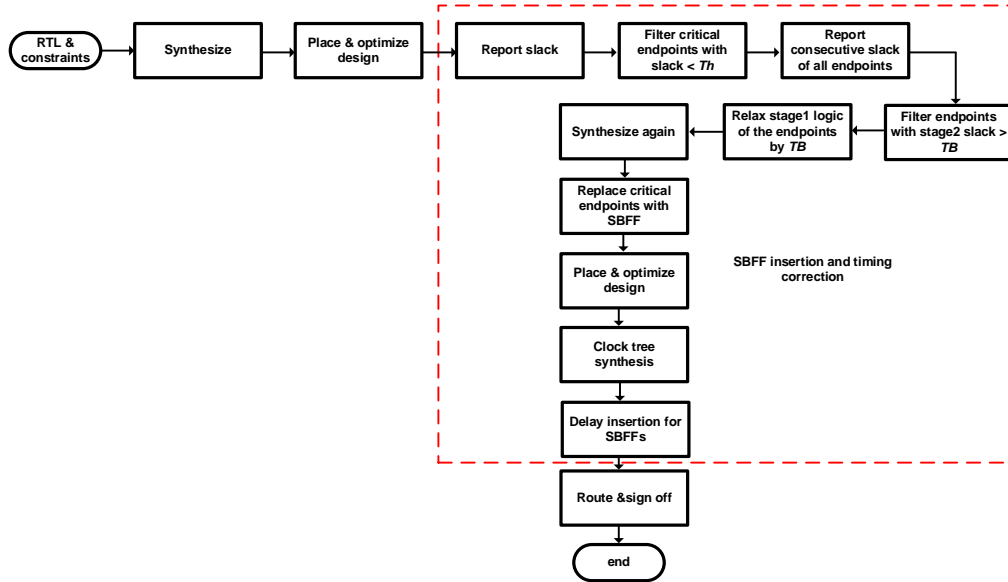 RTL &
constraints
Synthesize
Place & optimize
design
Report slack
Filter critical
endpoints with
slack < Th
Report
consecutive slack
of all endpoints
Filter endpoints
with stage2 slack >
TB
Relax stage1 logic
of the endpoints
by TB
Synthesize again
Replace critical
endpoints with
SBFF
Place & optimize
design
SBFF insertion and timing
correction
Clock tree
synthesis
Delay insertion for
SBFFs
Route &sign off
end